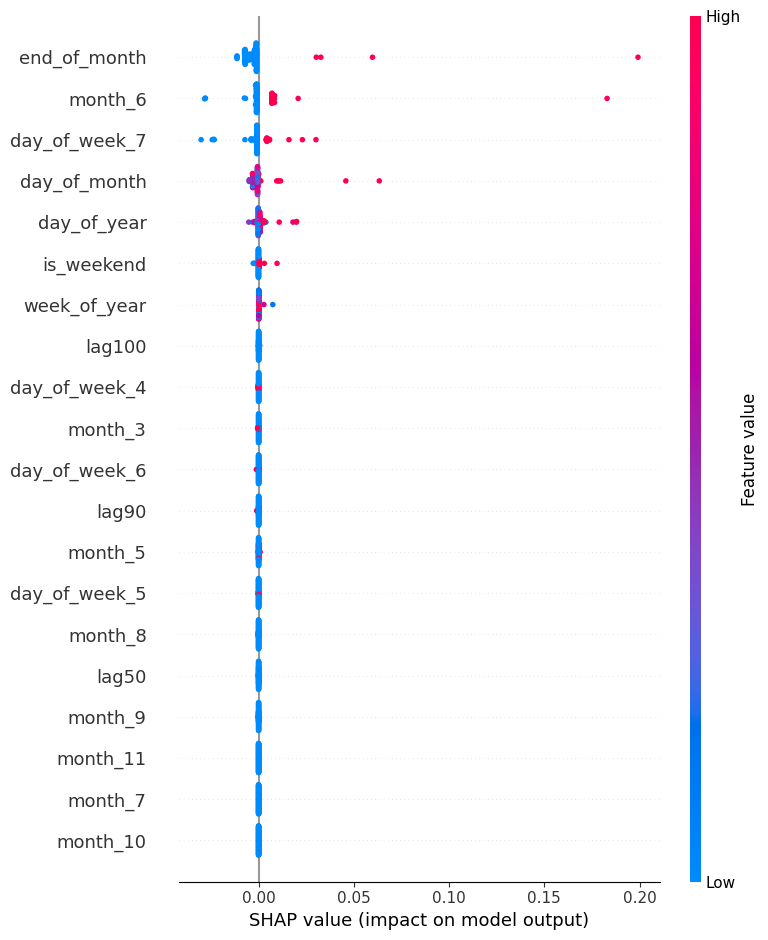 High
end_of_month
month_6
day_of_week_7
day_of_month
day_of_year
is_weekend
week_of_year
lag100
day_of_week_4
month_3
day_of_week_6
lag90
month_5
day_of_week_5
month_8
lag50
month_9
month_11
month_7
month_10
Feature value
Low
0.00 0.05 0.10 0.15 0.20
SHAP value (impact on model output)